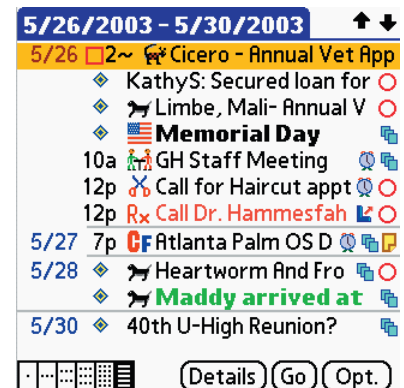 5/26/2003 - 5/30/2003
5/26 2~ Cicero - Annual Vet App
KathyS: Secured loan for
Limbe, Mali- Annual V
Memorial Day
10a GH Staff Meeting
12p Call for Haircut appt
12p Rx Call Dr. Hammesfah
5/27 7p CF Atlanta Palm OS D
5/28 Heartworm And Fro
Maddy arrived at
5/30 40th U-High Reunion?
Details Go Opt.